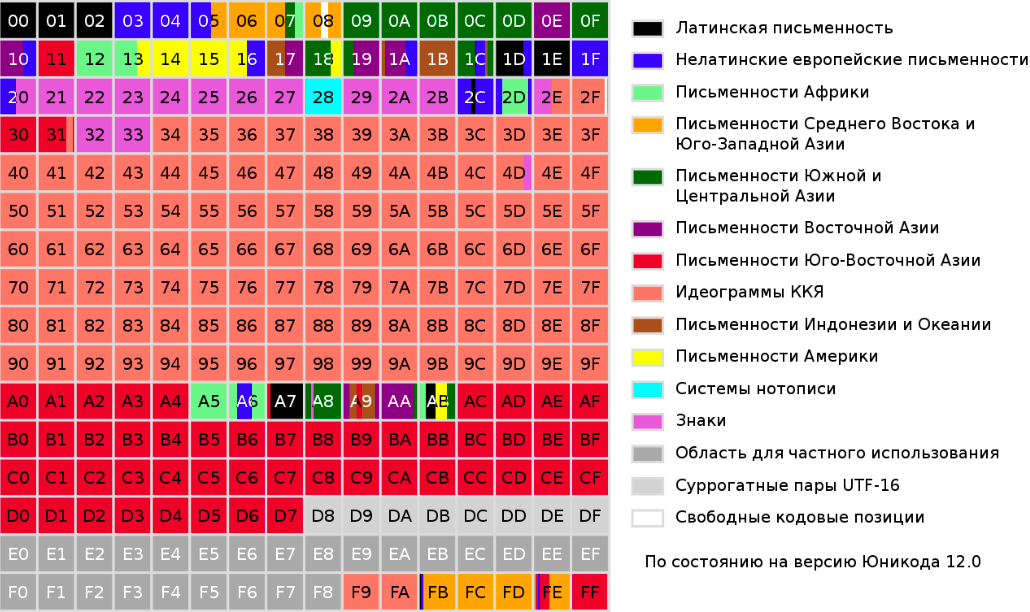 00 01 02 03 04 05 06 07 08 09 0A 0B 0C 0D 0E 0F
10 11 12 13 14 15 16 17 18 19 1A 1B 1C 1D 1E 1F
20 21 22 23 24 25 26 27 28 29 2A 2B 2C 2D 2E 2F
30 31 32 33 34 35 36 37 38 39 3A 3B 3C 3D 3E 3F
40 41 42 43 44 45 46 47 48 49 4A 4B 4C 4D 4E 4F
50 51 52 53 54 55 56 57 58 59 5A 5B 5C 5D 5E 5F
60 61 62 63 64 65 66 67 68 69 6A 6B 6C 6D 6E 6F
70 71 72 73 74 75 76 77 78 79 7A 7B 7C 7D 7E 7F
80 81 82 83 84 85 86 87 88 89 8A 8B 8C 8D 8E 8F
90 91 92 93 94 95 96 97 98 99 9A 9B 9C 9D 9E 9F
A0 A1 A2 A3 A4 A5 A6 A7 A8 A9 AA AB AC AD AE AF
B0 B1 B2 B3 B4 B5 B6 B7 B8 B9 BA BB BC BD BE BF
C0 C1 C2 C3 C4 C5 C6 C7 C8 C9 CA CB CC CD CE CF
D0 D1 D2 D3 D4 D5 D6 D7 D8 D9 DA DB DC DD DE DF
E0 E1 E2 E3 E4 E5 E6 E7 E8 E9 EA EB EC ED EE EF
F0 F1 F2 F3 F4 F5 F6 F7 F8 F9 FA FB FC FD FE FF
Латинская письменность
Нелатинские европейские письменности
Письменности Африки
Письменности Среднего Востока и
Юго-Западной Азии
Письменности Южной и
Центральной Азии
Письменности Восточной Азии
Письменности Юго-Восточной Азии
Идеограммы ККЯ
Письменности Индонезии и Океании
Письменности Америки
Системы нотописи
Знаки
Область для частного использования
Суррогатные пары UTF-16
Свободные кодовые позиции
По состоянию на версию Юникода 12.0